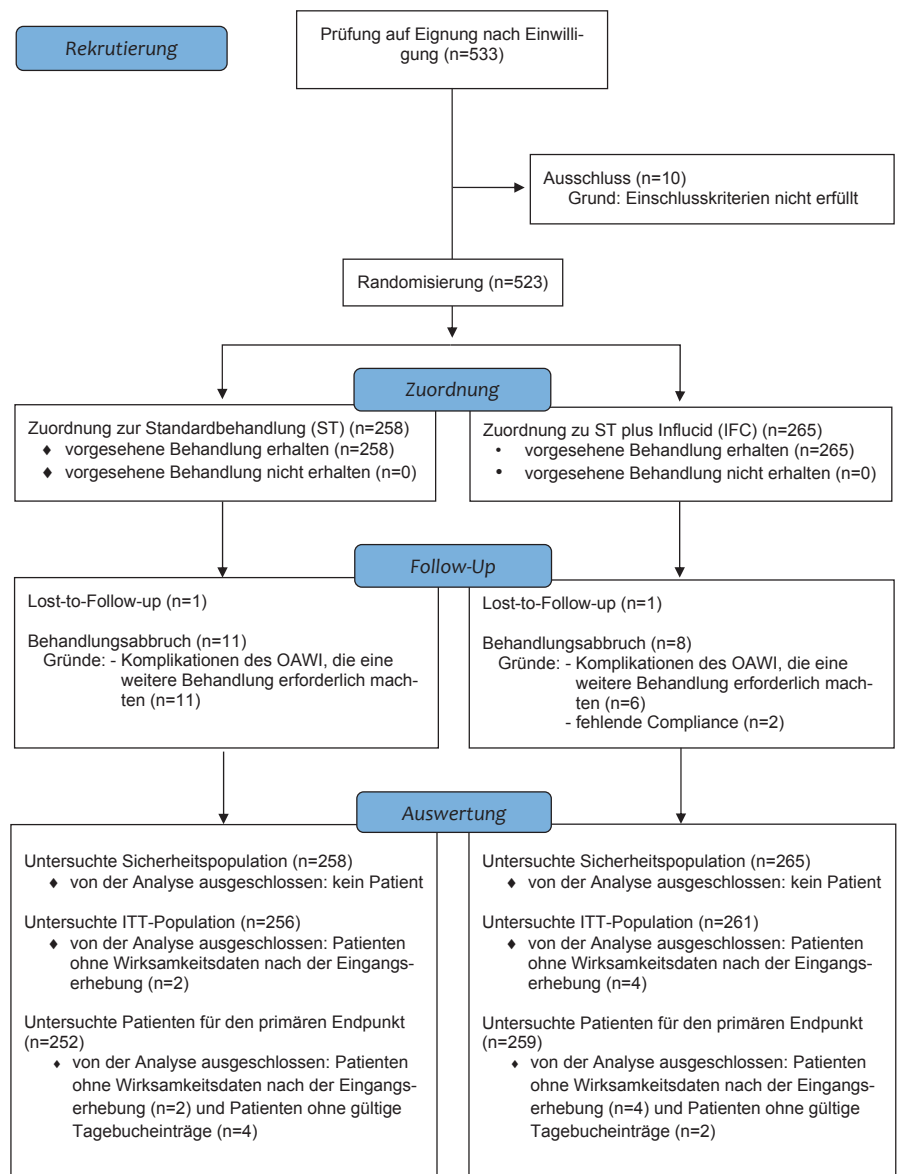 Rekrutierung
Prüfung auf Eignung nach Einwilli-
gung (n=533)
Ausschluss (n=10)
Grund: Einschlusskriterien nicht erfüllt
Randomisierung (n=523)
Zuordnung
Zuordnung zur Standardbehandlung (ST) (n=258)
♦ vorgesehene Behandlung erhalten (n=258)
♦ vorgesehene Behandlung nicht erhalten (n=0)
Zuordnung zu ST plus Influcid (IFC) (n=265)
• vorgesehene Behandlung erhalten (n=265)
• vorgesehene Behandlung nicht erhalten (n=0)
Follow-Up
Lost-to-Follow-up (n=1)
Behandlungsabbruch (n=11)
Gründe: - Komplikationen des OAWI, die eine
weitere Behandlung erforderlich mach-
ten (n=11)
Lost-to-Follow-up (n=1)
Behandlungsabbruch (n=8)
Gründe: - Komplikationen des OAWI, die eine
weitere Behandlung erforderlich mach-
ten (n=6)
- fehlende Compliance (n=2)
Auswertung
Untersuchte Sicherheitspopulation (n=258)
♦ von der Analyse ausgeschlossen: kein Patient
Untersuchte ITT-Population (n=256)
♦ von der Analyse ausgeschlossen: Patienten
ohne Wirksamkeitsdaten nach der Eingangs-
erhebung (n=2)
Untersuchte Patienten für den primären Endpunkt
(n=252)
♦ von der Analyse ausgeschlossen: Patienten
ohne Wirksamkeitsdaten nach der Eingangs-
erhebung (n=2) und Patienten ohne gültige
Tagebucheinträge (n=4)
Untersuchte Sicherheitspopulation (n=265)
♦ von der Analyse ausgeschlossen: kein Patient
Untersuchte ITT-Population (n=261)
♦ von der Analyse ausgeschlossen: Patienten
ohne Wirksamkeitsdaten nach der Eingangs-
erhebung (n=4)
Untersuchte Patienten für den primären Endpunkt
(n=259)
♦ von der Analyse ausgeschlossen: Patienten
ohne Wirksamkeitsdaten nach der Eingangs-
erhebung (n=4) und Patienten ohne gültige
Tagebucheinträge (n=2)